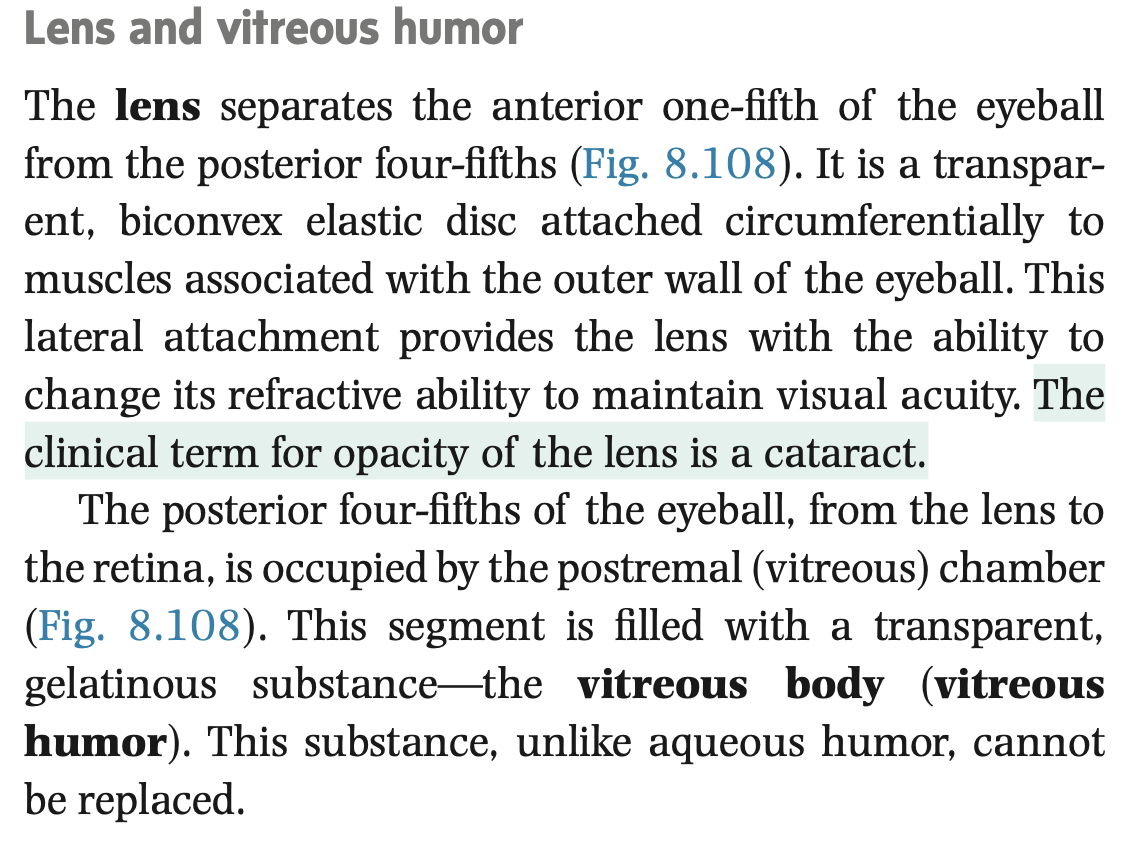 Lens and vitreous humor
The lens separates the anterior one-fifth of the eyeball
from the posterior four-fifths (Fig. 8.108). It is a transpar-
ent, biconvex elastic disc attached circumferentially to
muscles associated with the outer wall of the eyeball. This
lateral attachment provides the lens with the ability to
change its refractive ability to maintain visual acuity. The
clinical term for opacity of the lens is a cataract.
The posterior four-fifths of the eyeball, from the lens to
the retina, is occupied by the postremal (vitreous) chamber
(Fig. 8.108). This segment is filled with a transparent,
gelatinous substance—the vitreous body (vitreous
humor). This substance, unlike aqueous humor, cannot
be replaced.